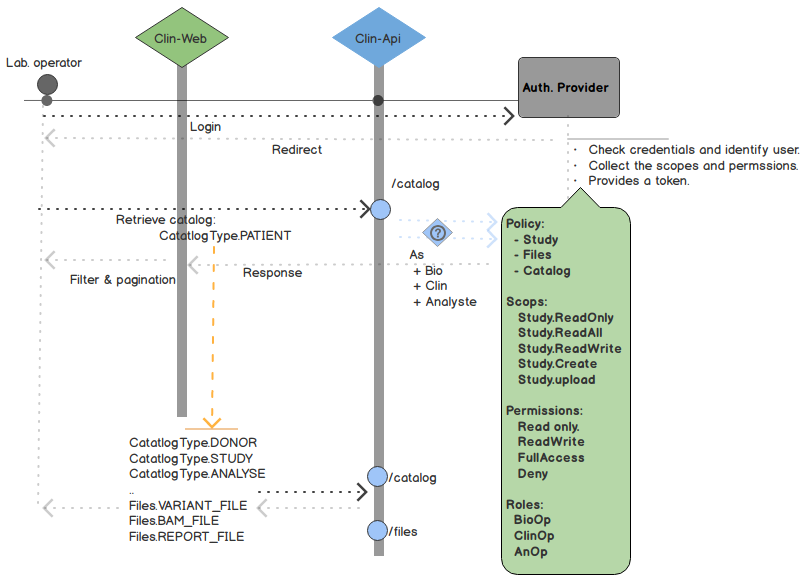 Clin-Web
Clin-Api
Lab. operator
Auth. Provider
Login
Redirect
· Check credentials and identify user.
· Collect the scopes and permssions.
· Provides a token.
/catalog
Retrieve catalog:
CatatlogType.PATIENT
?
Filter & pagination
Response
As
+ Bio
+ Clin
+ Analyste
Policy:
- Study
- Files
- Catalog
Scops:
Study.ReadOnly
Study.ReadAll
Study.ReadWrite
Study.Create
Study.upload
Permissions:
Read only.
ReadWrite
FullAccess
Deny
Roles:
BioOp
ClinOp
AnOp
CatatlogType.DONOR
CatatlogType.STUDY
CatatlogType.ANALYSE
..
Files.VARIANT_FILE
Files.BAM_FILE
Files.REPORT_FILE
/catalog
/files